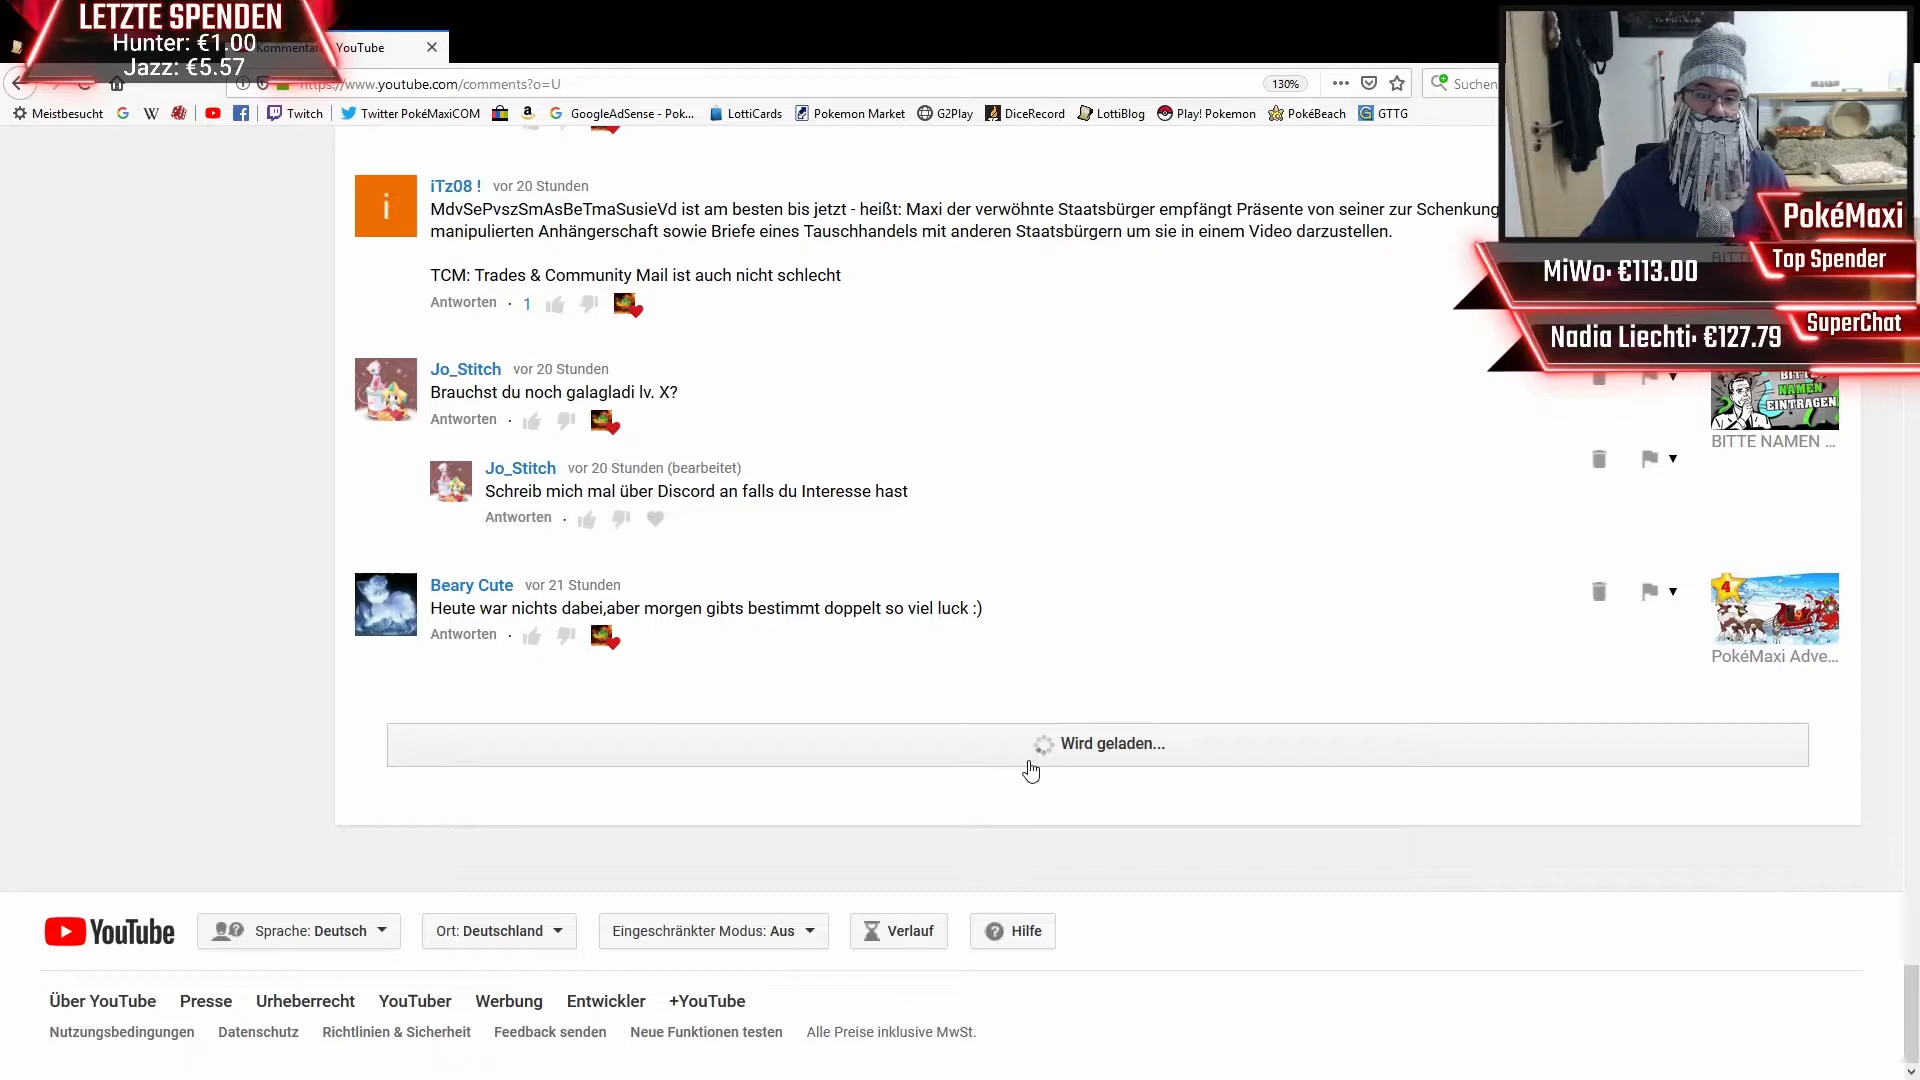 LETZTE SPENDEN
Hunter: €1.00
Jazz: €5.57
Kommentar
YouTube
https://www.youtube.com/comments?o=U
130%
Suchen
Meistbesucht
Twitch
Twitter PokéMaxiCOM
GoogleAdSense - Pok...
LottiCards
Pokemon Market
G2Play
DiceRecord
LottiBlog
Play! Pokemon
PokéBeach
GTTG
PokéMaxi
Top Spender
MiWo: €113.00
SuperChat
Nadia Liechti: €127.79
iTz08 ! vor 20 Stunden
MdvSePvszSmAsBeTmaSusieVd ist am besten bis jetzt - heißt: Maxi der verwöhnte Staatsbürger empfängt Präsente von seiner zur Schenkung
manipulierten Anhängerschaft sowie Briefe eines Tauschhandels mit anderen Staatsbürgern um sie in einem Video darzustellen.
TCM: Trades & Community Mail ist auch nicht schlecht
Antworten · 1
Jo_Stitch vor 20 Stunden
Brauchst du noch galagladi lv. X?
Antworten ·
BITTE
NAMEN
EINTRAGEN
BITTE NAMEN ...
Jo_Stitch vor 20 Stunden (bearbeitet)
Schreib mich mal über Discord an falls du Interesse hast
Antworten ·
Beary Cute vor 21 Stunden
Heute war nichts dabei,aber morgen gibts bestimmt doppelt so viel luck :)
Antworten ·
4
PokéMaxi Adve...
Wird geladen...
YouTube
Sprache: Deutsch
Ort: Deutschland
Eingeschränkter Modus: Aus
Verlauf
Hilfe
Über YouTube Presse Urheberrecht YouTuber Werbung Entwickler +YouTube
Nutzungsbedingungen Datenschutz Richtlinien & Sicherheit Feedback senden Neue Funktionen testen Alle Preise inklusive MwSt.